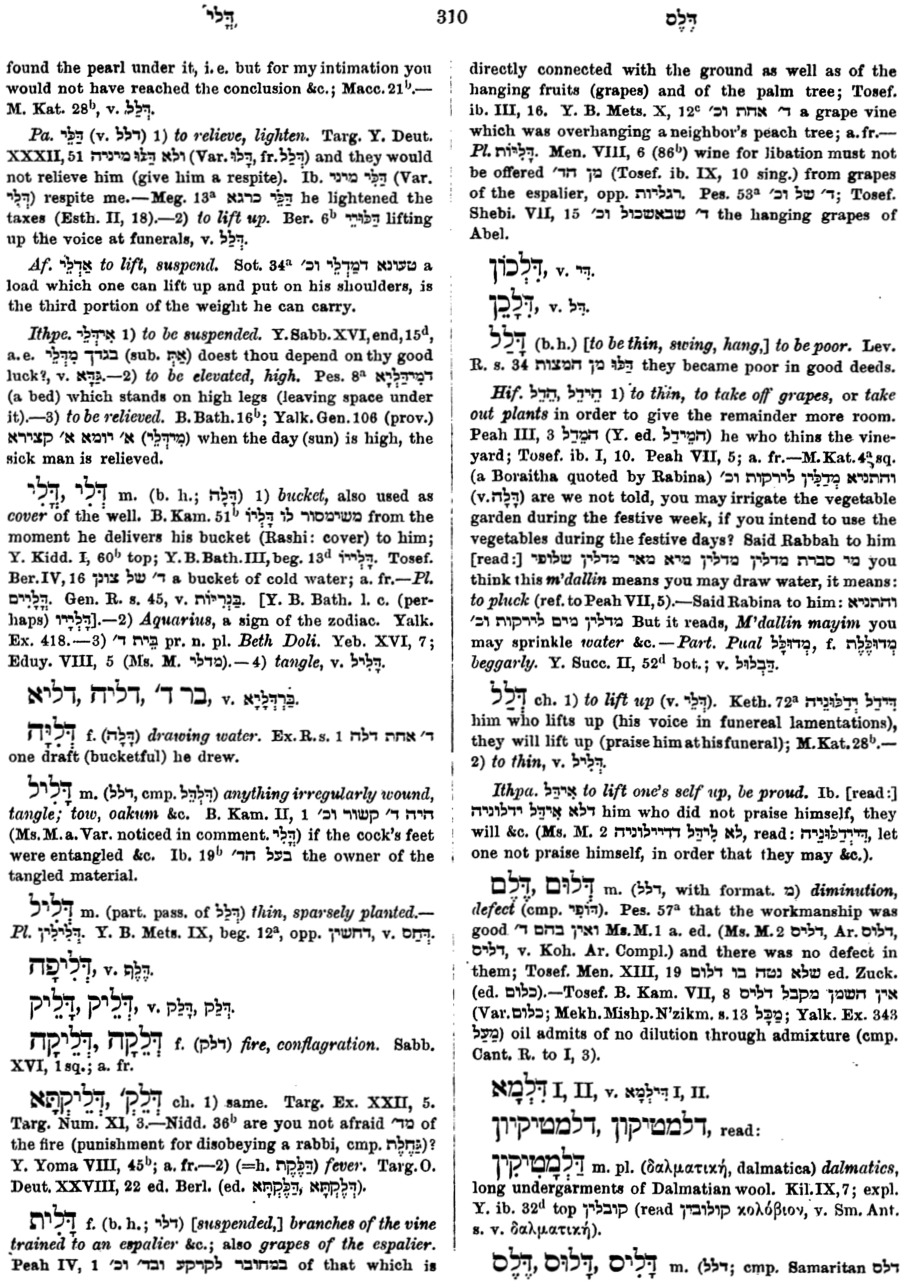 דֳּלִי׳
310
דְּלַס
found the pearl under it, i. e. but for my intimation you
would not have reached the conclusion &c.; Macc. 21ᵇ.—
M. Kat. 28ᵇ, v. דְּלַל.
Pa. דַּלֵּי (v. דלל) 1) to relieve, lighten. Targ. Y. Deut.
XXXII, 51 ולא דַלּוּ מיניה (Var. דְּלוּ, fr. דְּלַל) and they would
not relieve him (give him a respite). Ib. דַּלֵּי מיני (Var.
דְּלִי) respite me.—Meg. 13ᵃ דַּלֵּי כרגא he lightened the
taxes (Esth. II, 18).—2) to lift up. Ber. 6ᵇ דַּלּוּיֵי lifting
up the voice at funerals, v. דְּלַל.
Af. אַדְלֵי to lift, suspend. Sot. 34ᵃ טעונא דמַדְלֵי וכ׳ a
load which one can lift up and put on his shoulders, is
the third portion of the weight he can carry.
Ithpe. אִידְּלֵי 1) to be suspended. Y. Sabb. XVI, end, 15ᵈ,
a. e. בגדך מְדְּלֵי (sub. אַתְּ) doest thou depend on thy good
luck?, v. גַּדָּא.—2) to be elevated, high. Pes. 8ᵃ דמִידַּלְיָא
(a bed) which stands on high legs (leaving space under
it).—3) to be relieved. B. Bath. 16ᵇ; Yalk. Gen. 106 (prov.)
א׳ יומא א׳ קצירא (מִידְּלֵי) when the day (sun) is high, the
sick man is relieved.
דְּלִי, דֳּלִי m. (b. h.; דָּלָה) 1) bucket, also used as
cover of the well. B. Kam. 51ᵇ משימסור לו דָּלְיוֹ from the
moment he delivers his bucket (Rashi: cover) to him;
Y. Kidd. I, 60ᵇ top; Y. B. Bath. III, beg. 13ᵈ דָּלְיָיו. Tosef.
Ber. IV, 16 ד׳ של צונן a bucket of cold water; a. fr.—Pl.
דֳּלָיִים. Gen. R. s. 45, v. כַּנְרִיּוֹת. [Y. B. Bath. l. c. (per-
haps) דְּלָיָיו].—2) Aquarius, a sign of the zodiac. Yalk.
Ex. 418.—3) בֵּית ד׳ pr. n. pl. Beth Doli. Yeb. XVI, 7;
Eduy. VIII, 5 (Ms. M. מדלי).—4) tangle, v. דָּלִיל.
בר ד׳, דליה, דליא, v. בַּרְדְּלָיָא.
דְּלִיָּה f. (דָּלָה) drawing water. Ex. R. s. 1 ד׳ אחת דלה
one draft (bucketful) he drew.
דָּלִיל m. (דלל, cmp. דִּלְדֵּל) anything irregularly wound,
tangle; tow, oakum &c. B. Kam. II, 1 היה ד׳ קשור וכ׳
(Ms. M. a. Var. noticed in comment. דְּלִי) if the cock's feet
were entangled &c. Ib. 19ᵇ בעל הד׳ the owner of the
tangled material.
דְּלִיל m. (part. pass. of דְּלַל) thin, sparsely planted.—
Pl. דְּלִילִין. Y. B. Mets. IX, beg. 12ᵃ, opp. דחשין, v. דְּחַס.
דְּלִיפָה, v. דֶּלֶף.
דְּלֵיק, דָּלֵיק, v. דְּלַק, דָּלַק.
דְּלֵקָה, דְּלֵיקָה f. (דלק) fire, conflagration. Sabb.
XVI, 1 sq.; a. fr.
דְּלֵק׳, דְּלֵיקְתָּא ch. 1) same. Targ. Ex. XXII, 5.
Targ. Num. XI, 3.—Nidd. 36ᵇ are you not afraid מד׳ of
the fire (punishment for disobeying a rabbi, cmp. גַּחֶלֶת)?
Y. Yoma VIII, 45ᵇ; a. fr.—2) (=h. דַּלֶּקֶת) fever. Targ. O.
Deut. XXVIII, 22 ed. Berl. (ed. דַּלֶּקְתָּא, דְּלֶקְתָּא).
דָּלִית f. (b. h.; דלי) [suspended,] branches of the vine
trained to an espalier &c.; also grapes of the espalier.
Peah IV, 1 במחובר לקרקע ובד׳ וכ׳ of that which is
directly connected with the ground as well as of the
hanging fruits (grapes) and of the palm tree; Tosef.
ib. III, 16. Y. B. Mets. X, 12ᶜ ד׳ אחת וכ׳ a grape vine
which was overhanging a neighbor's peach tree; a. fr.—
Pl. דָּלִיּוֹת. Men. VIII, 6 (86ᵇ) wine for libation must not
be offered מן הד׳ (Tosef. ib. IX, 10 sing.) from grapes
of the espalier, opp. רגליות. Pes. 53ᵃ ד׳ של וכ׳; Tosef.
Shebi. VII, 15 ד׳ שבאשכול וכ׳ the hanging grapes of
Abel.
דִּלְכוֹן, v. דִּי.
דִּלָכֵן, v. דִּל.
דָּלַל (b. h.) [to be thin, swing, hang,] to be poor. Lev.
R. s. 34 דַּלּוּ מן המצות they became poor in good deeds.
Hif. הֵידַל, הֵדַל 1) to thin, to take off grapes, or take
out plants in order to give the remainder more room.
Peah III, 3 הַמֵּדַל (Y. ed. הַמֵּידַל) he who thins the vine-
yard; Tosef. ib. I, 10. Peah VII, 5; a. fr.—M. Kat. 4ᵃ sq.
(a Boraitha quoted by Rabina) והתניא מְדַלִּין לירקות וכ׳
(v. דָּלָה) are we not told, you may irrigate the vegetable
garden during the festive week, if you intend to use the
vegetables during the festive days? Said Rabbah to him
[read:] מי סברת מדלין מדלין מיא מאי מדלין שלופי you
think this m'dallin means you may draw water, it means:
to pluck (ref. to Peah VII, 5).—Said Rabina to him: והתניא
מדלין מים לירקות וכ׳ But it reads, M'dallin mayim you
may sprinkle water &c.—Part. Pual מְדוּלָּל, f. מְדוּלֶּלֶת
beggarly. Y. Succ. II, 52ᵈ bot.; v. דִּבְלוּל.
דְּלַל ch. 1) to lift up (v. דְּלֵי). Keth. 72ᵃ דִּידַל יְדַלּוּנֵיה
him who lifts up (his voice in funereal lamentations),
they will lift up (praise him at his funeral); M. Kat. 28ᵇ.—
2) to thin, v. דְּלִיל.
Ithpa. אִידַּל to lift one's self up, be proud. Ib. [read:]
דלא אִידַּל ידלוניה him who did not praise himself, they
will &c. (Ms. M. 2 לא לִידַּל דדיילוניה, read: דִּידַלּוּנֵיה, let
one not praise himself, in order that they may &c.).
דְּלוּם, דֶּלֶם m. (דלל, with format. מ) diminution,
defect (cmp. דּוֹפִי). Pes. 57ᵃ that the workmanship was
good ואין בהם ד׳ Ms. M. 1 a. ed. (Ms. M. 2 דליס, Ar. דלוס,
דלים, v. Koh. Ar. Compl.) and there was no defect in
them; Tosef. Men. XIII, 19 שלא נטה בו דלום ed. Zuck.
(ed. כלום).—Tosef. B. Kam. VII, 8 אין השמן מקבל דליס
(Var. כלום; Mekh. Mishp. N'zikm. s. 13 מַכָּל; Yalk. Ex. 343
מעל) oil admits of no dilution through admixture (cmp.
Cant. R. to I, 3).
דִּלְמָא I, II, v. דִּילְמָא I, II.
דלמטיקון, דלמטיקיון, read:
דַּלְמָטִיקִין m. pl. (δαλματική, dalmatica) dalmatics,
long undergarments of Dalmatian wool. Kil. IX, 7; expl.
Y. ib. 32ᵈ top קובלין (read קולובין κολόβιον, v. Sm. Ant.
s. v. δαλματική).
דָּלִיס, דָּלוּס, דֶּלֶס m. (דלל; cmp. Samaritan דלס